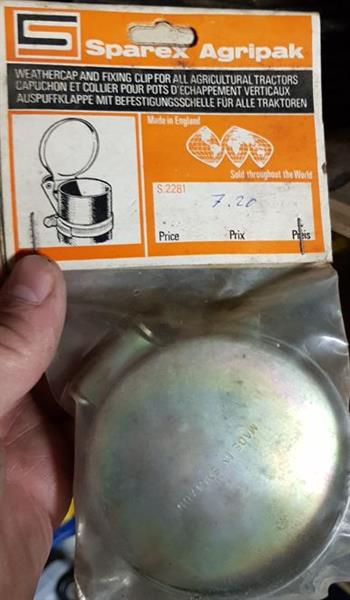 Sparex Agripak
WEATHERCAP AND FIXING CLIP FOR ALL AGRICULTURAL TRACTORS
CAPUCHON ET COLLIER POUR POTS D'ÉCHAPPEMENT VERTICAUX
AUSPUFFKLAPPE MIT BEFESTIGUNGSSCHELLE FÜR ALLE TRAKTOREN
Made in England
Sold throughout the World
S.2281
7.20
Price Prix Preis
MADE IN